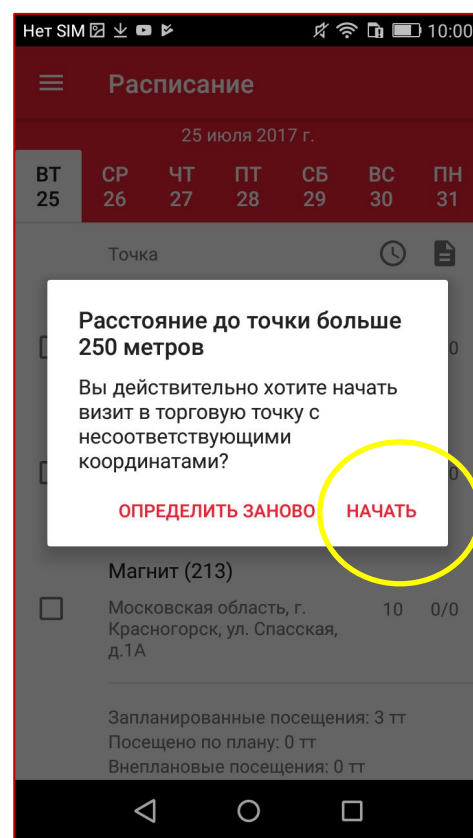 Нет SIM 10:00
Расписание
25 июля 2017 г.
ВТ СР ЧТ ПТ СБ ВС ПН
25 26 27 28 29 30 31
Точка
Расстояние до точки больше
250 метров
0
Вы действительно хотите начать
визит в торговую точку с
несоответствующими
координатами?
0
ОПРЕДЕЛИТЬ ЗАНОВО НАЧАТЬ
Магнит (213)
Московская область, г. 10 0/0
Красногорск, ул. Спасская,
д.1А
Запланированные посещения: 3 тт
Посещено по плану: 0 тт
Внеплановые посещения: 0 тт